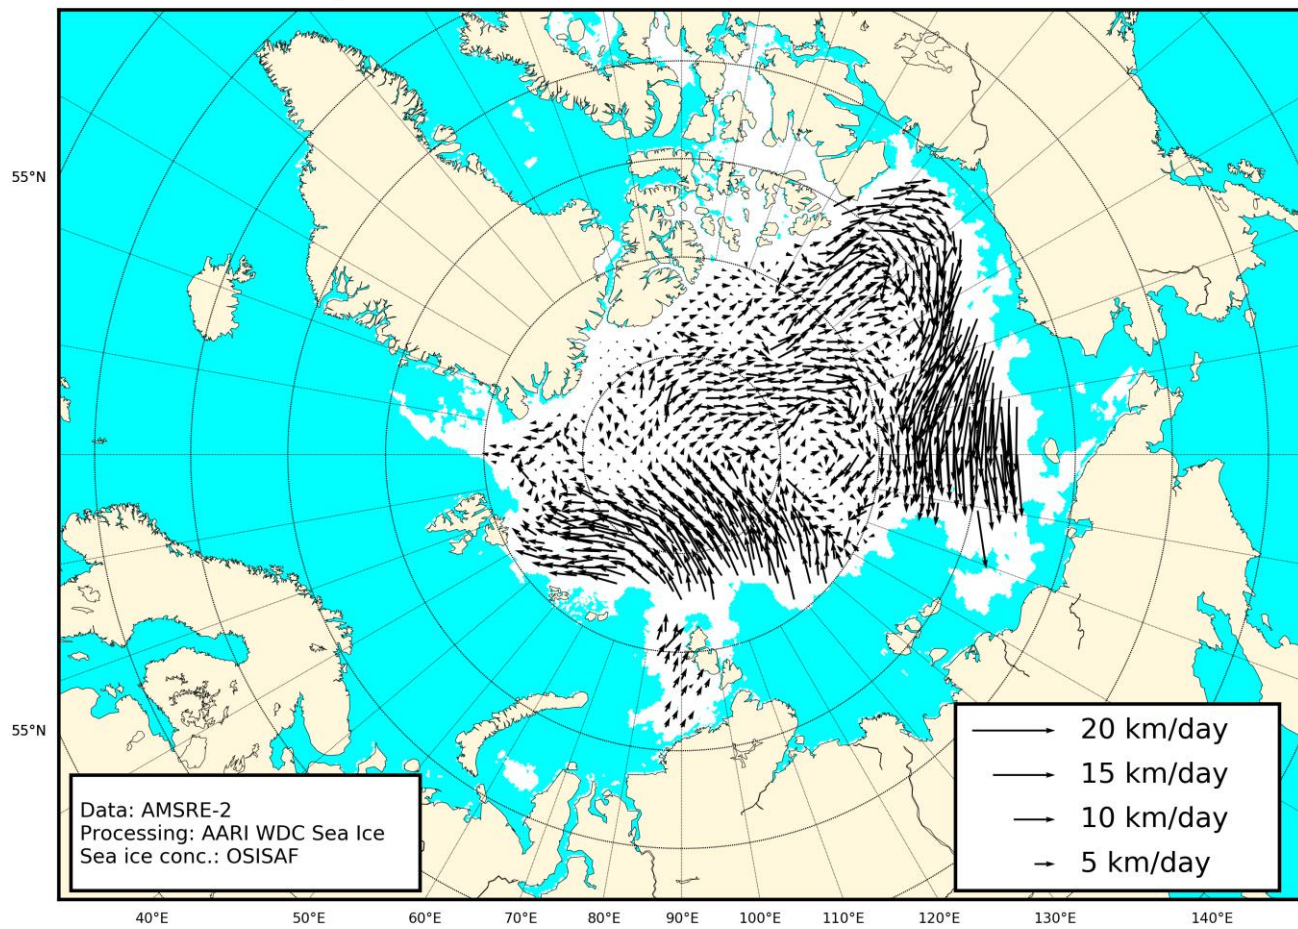 55°N
55°N
Data: AMSRE-2
Processing: AARI WDC Sea Ice
Sea ice conc.: OSISAF
20 km/day
15 km/day
10 km/day
5 km/day
40°E 50°E 60°E 70°E 80°E 90°E 100°E 110°E 120°E 130°E 140°E